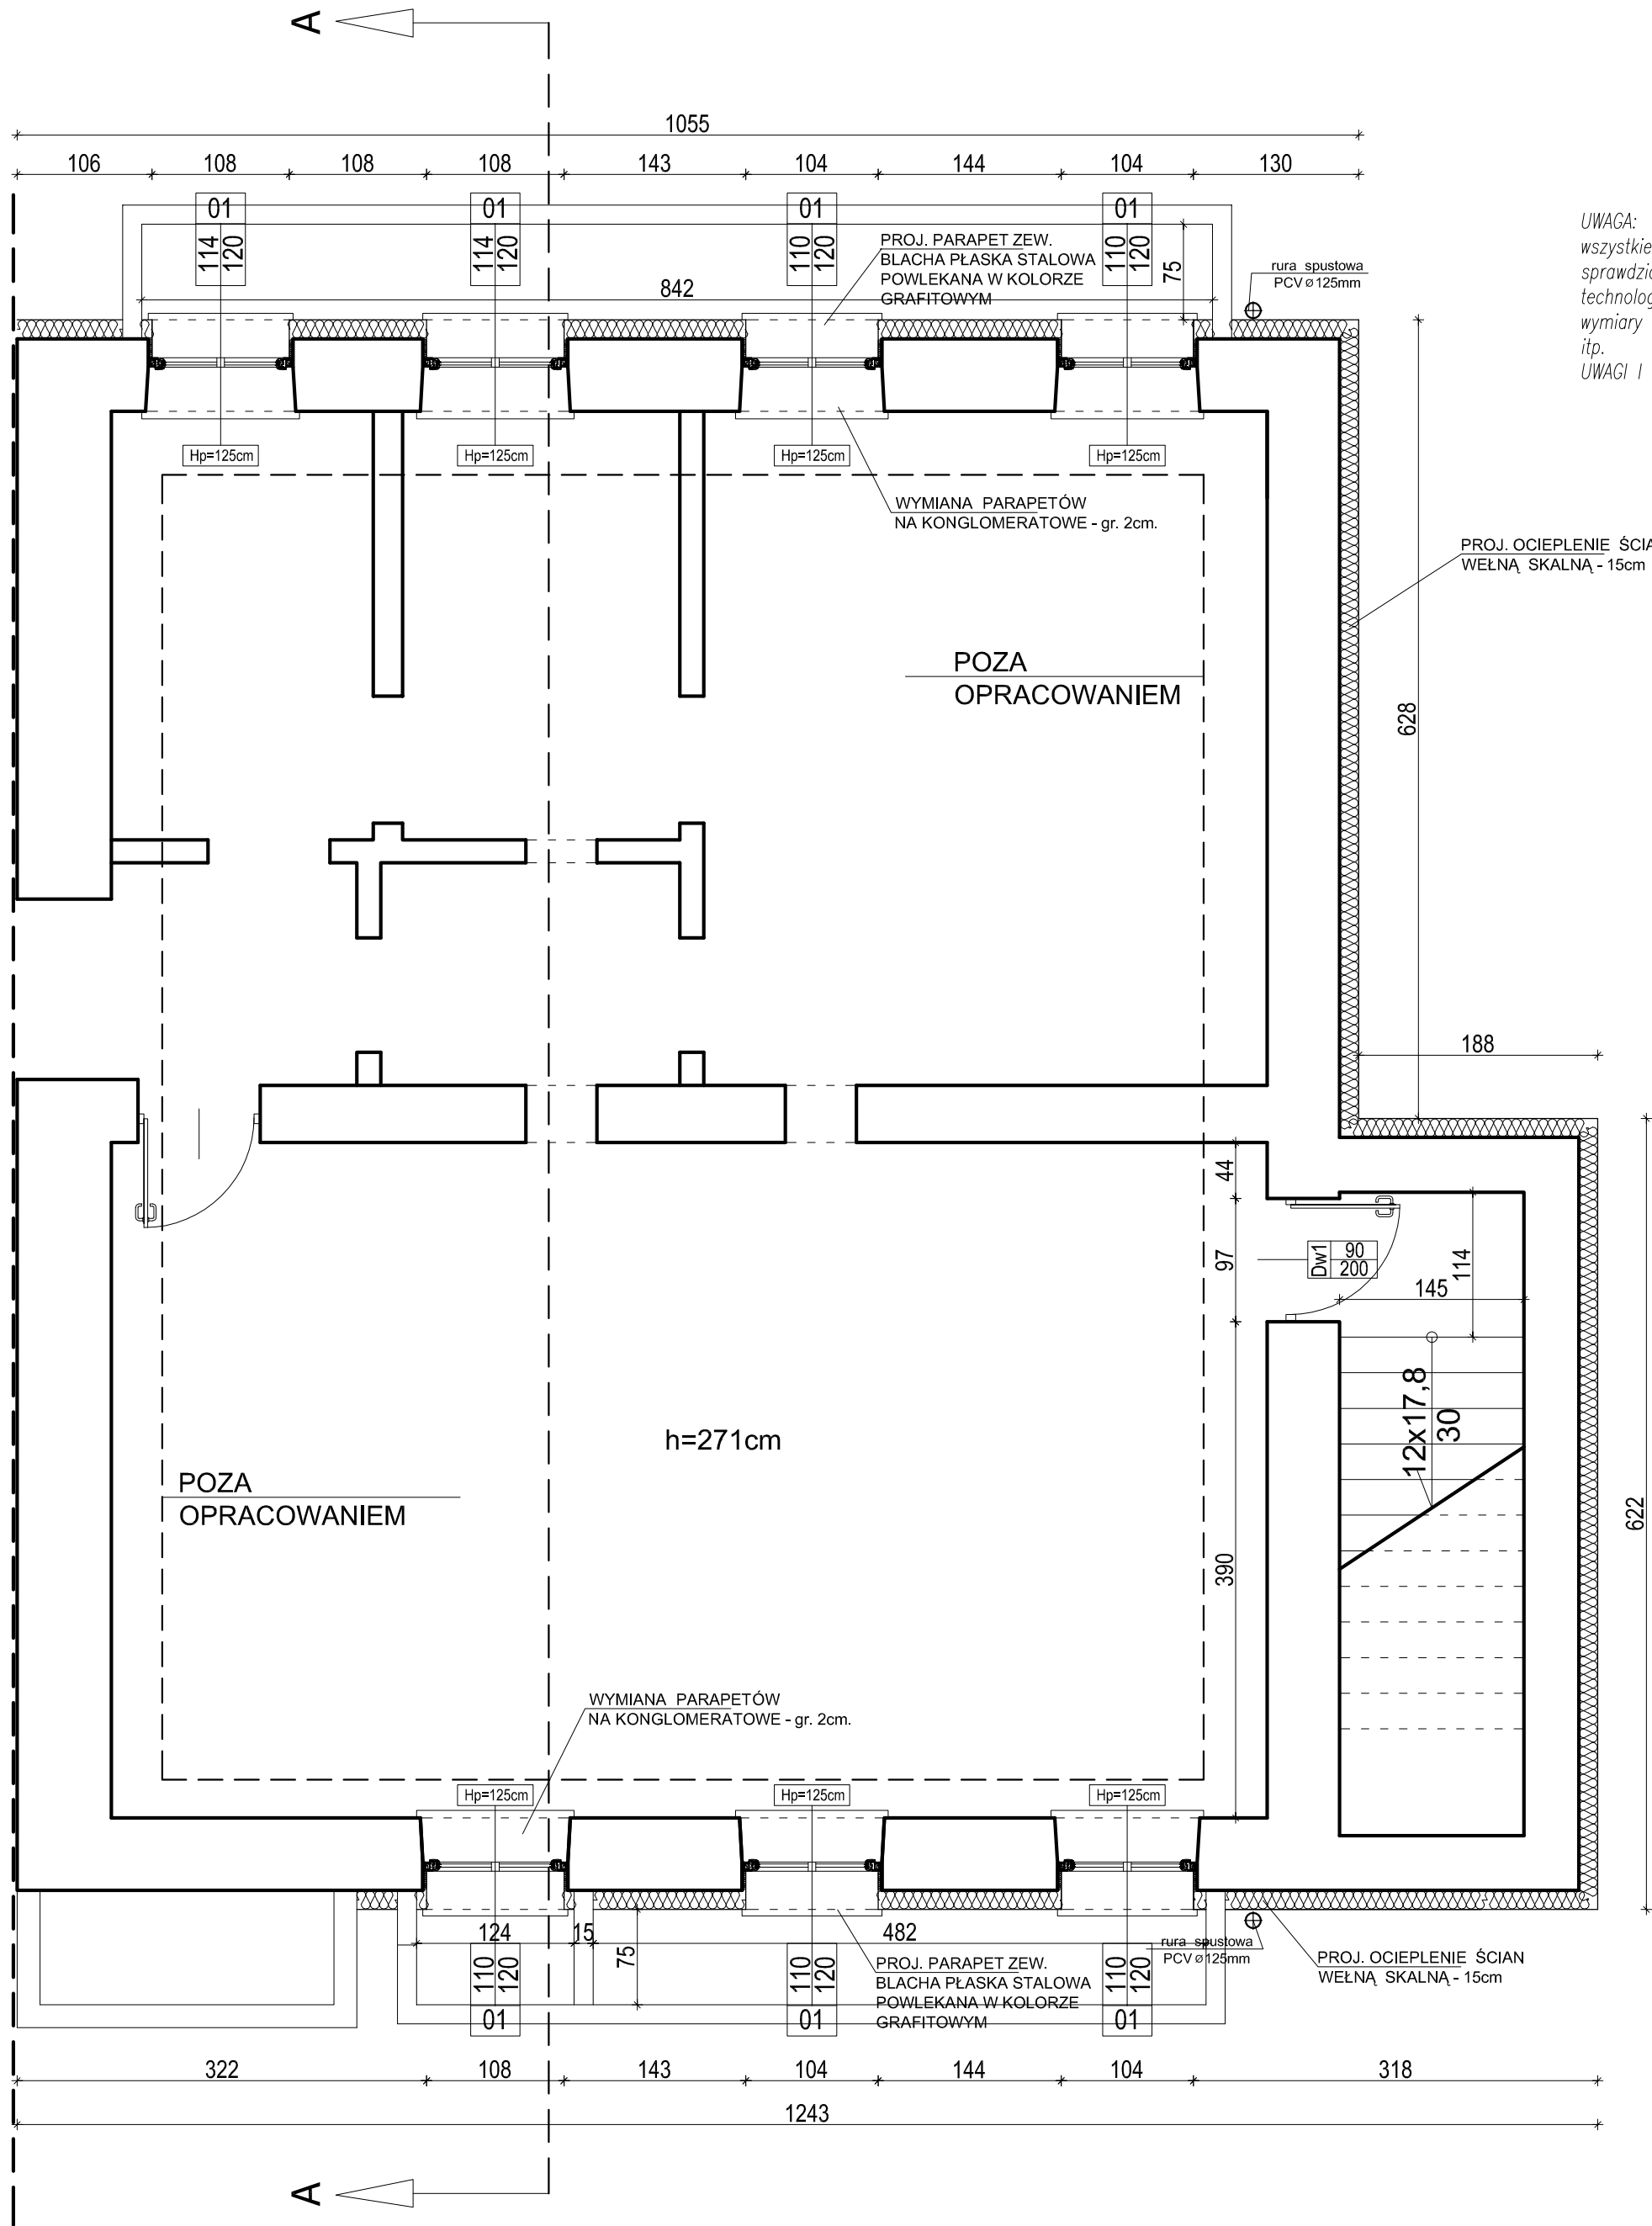 A
1055
106 108 108 108 143 104 144 104 130
01 01 01 01
114 120
114 120
110 120
110 120
75
842
PROJ. PARAPET ZEW.
BLACHA PŁASKA STALOWA
POWLEKANA W KOLORZE
GRAFITOWYM
rura spustowa
PCV ø125mm
UWAGA:
wszystkie
technolog
wymiary
itp.
UWAGI I
Hp=125cm Hp=125cm Hp=125cm Hp=125cm
WYMIANA PARAPETÓW
NA KONGLOMERATOWE - gr. 2cm.
PROJ. OCIEPLENIE ŚCIA
WEŁNĄ SKALNĄ - 15cm
POZA
OPRACOWANIEM
628
188
44
97
Dw1 90
200
114
145
12x17,8
30
h=271cm
POZA
OPRACOWANIEM
390
622
WYMIANA PARAPETÓW
NA KONGLOMERATOWE - gr. 2cm.
Hp=125cm Hp=125cm Hp=125cm
124 15 482
75
rura spustowa
PCV ø125mm
PROJ. OCIEPLENIE ŚCIAN
WEŁNĄ SKALNĄ - 15cm
PROJ. PARAPET ZEW.
BLACHA PŁASKA STALOWA
POWLEKANA W KOLORZE
GRAFITOWYM
110 120
110 120
110 120
01 01 01
322 108 143 104 144 104 318
1243
A